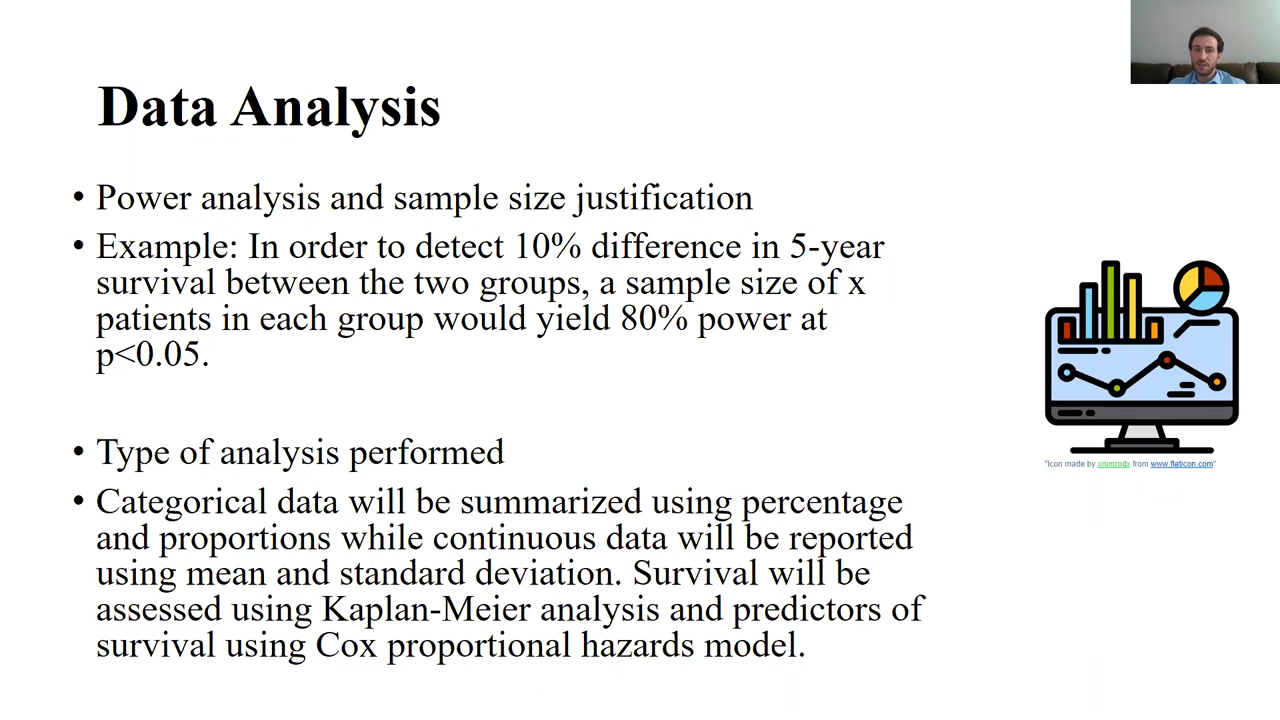 Data Analysis
• Power analysis and sample size justification
• Example: In order to detect 10% difference in 5-year
survival between the two groups, a sample size of x
patients in each group would yield 80% power at
p<0.05.
• Type of analysis performed
• Categorical data will be summarized using percentage
and proportions while continuous data will be reported
using mean and standard deviation. Survival will be
assessed using Kaplan-Meier analysis and predictors of
survival using Cox proportional hazards model.
"Icon made by xnimrodx from www.flaticon.com"